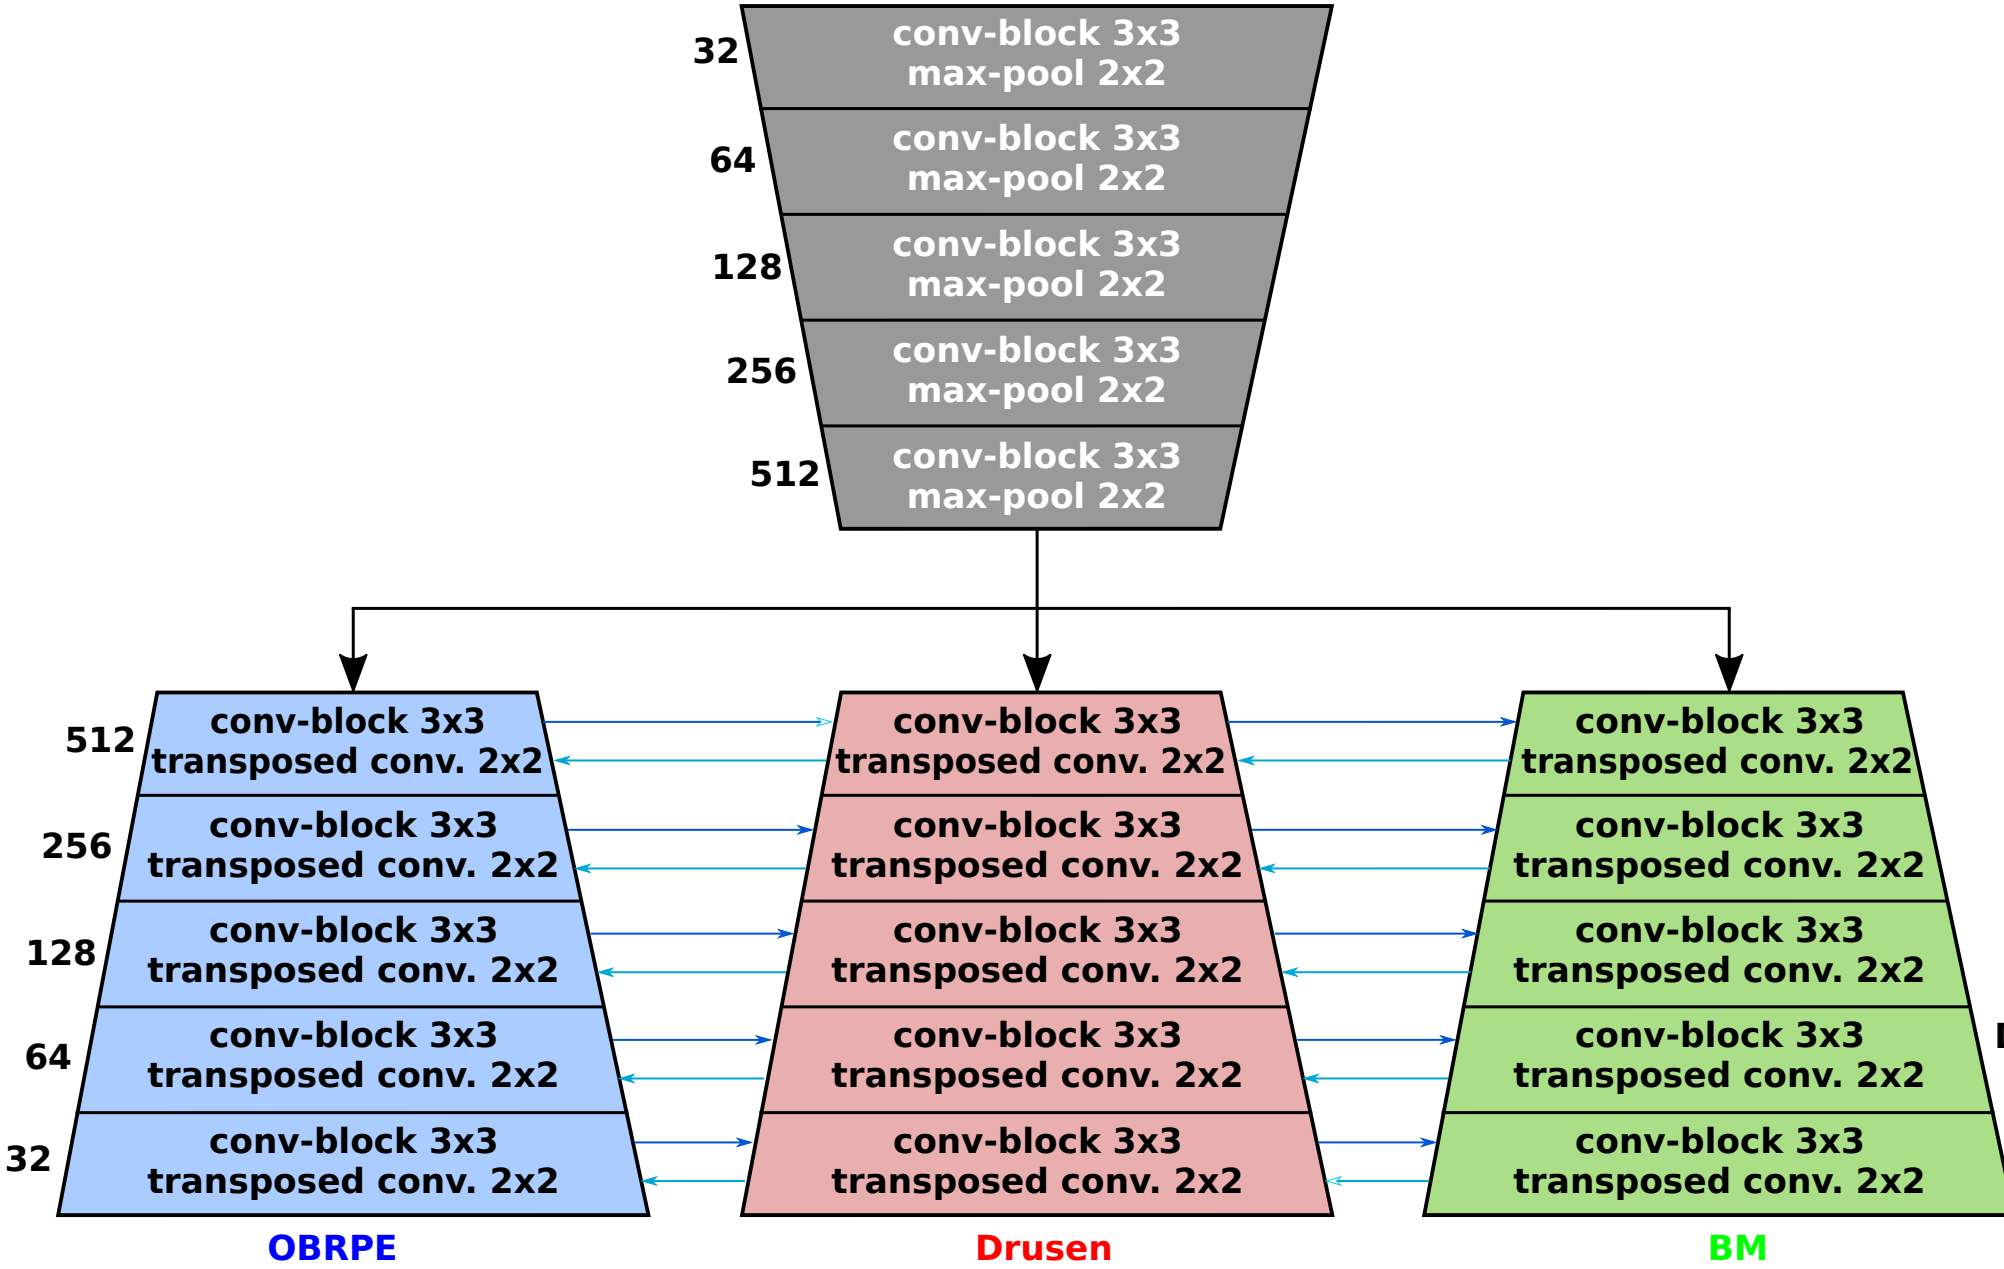 32
conv-block 3x3
max-pool 2x2
64
conv-block 3x3
max-pool 2x2
128
conv-block 3x3
max-pool 2x2
256
conv-block 3x3
max-pool 2x2
512
conv-block 3x3
max-pool 2x2
512
conv-block 3x3
transposed conv. 2x2
conv-block 3x3
transposed conv. 2x2
conv-block 3x3
transposed conv. 2x2
256
conv-block 3x3
transposed conv. 2x2
conv-block 3x3
transposed conv. 2x2
conv-block 3x3
transposed conv. 2x2
128
conv-block 3x3
transposed conv. 2x2
conv-block 3x3
transposed conv. 2x2
conv-block 3x3
transposed conv. 2x2
64
conv-block 3x3
transposed conv. 2x2
conv-block 3x3
transposed conv. 2x2
conv-block 3x3
transposed conv. 2x2
32
conv-block 3x3
transposed conv. 2x2
conv-block 3x3
transposed conv. 2x2
conv-block 3x3
transposed conv. 2x2
OBRPE
Drusen
BM